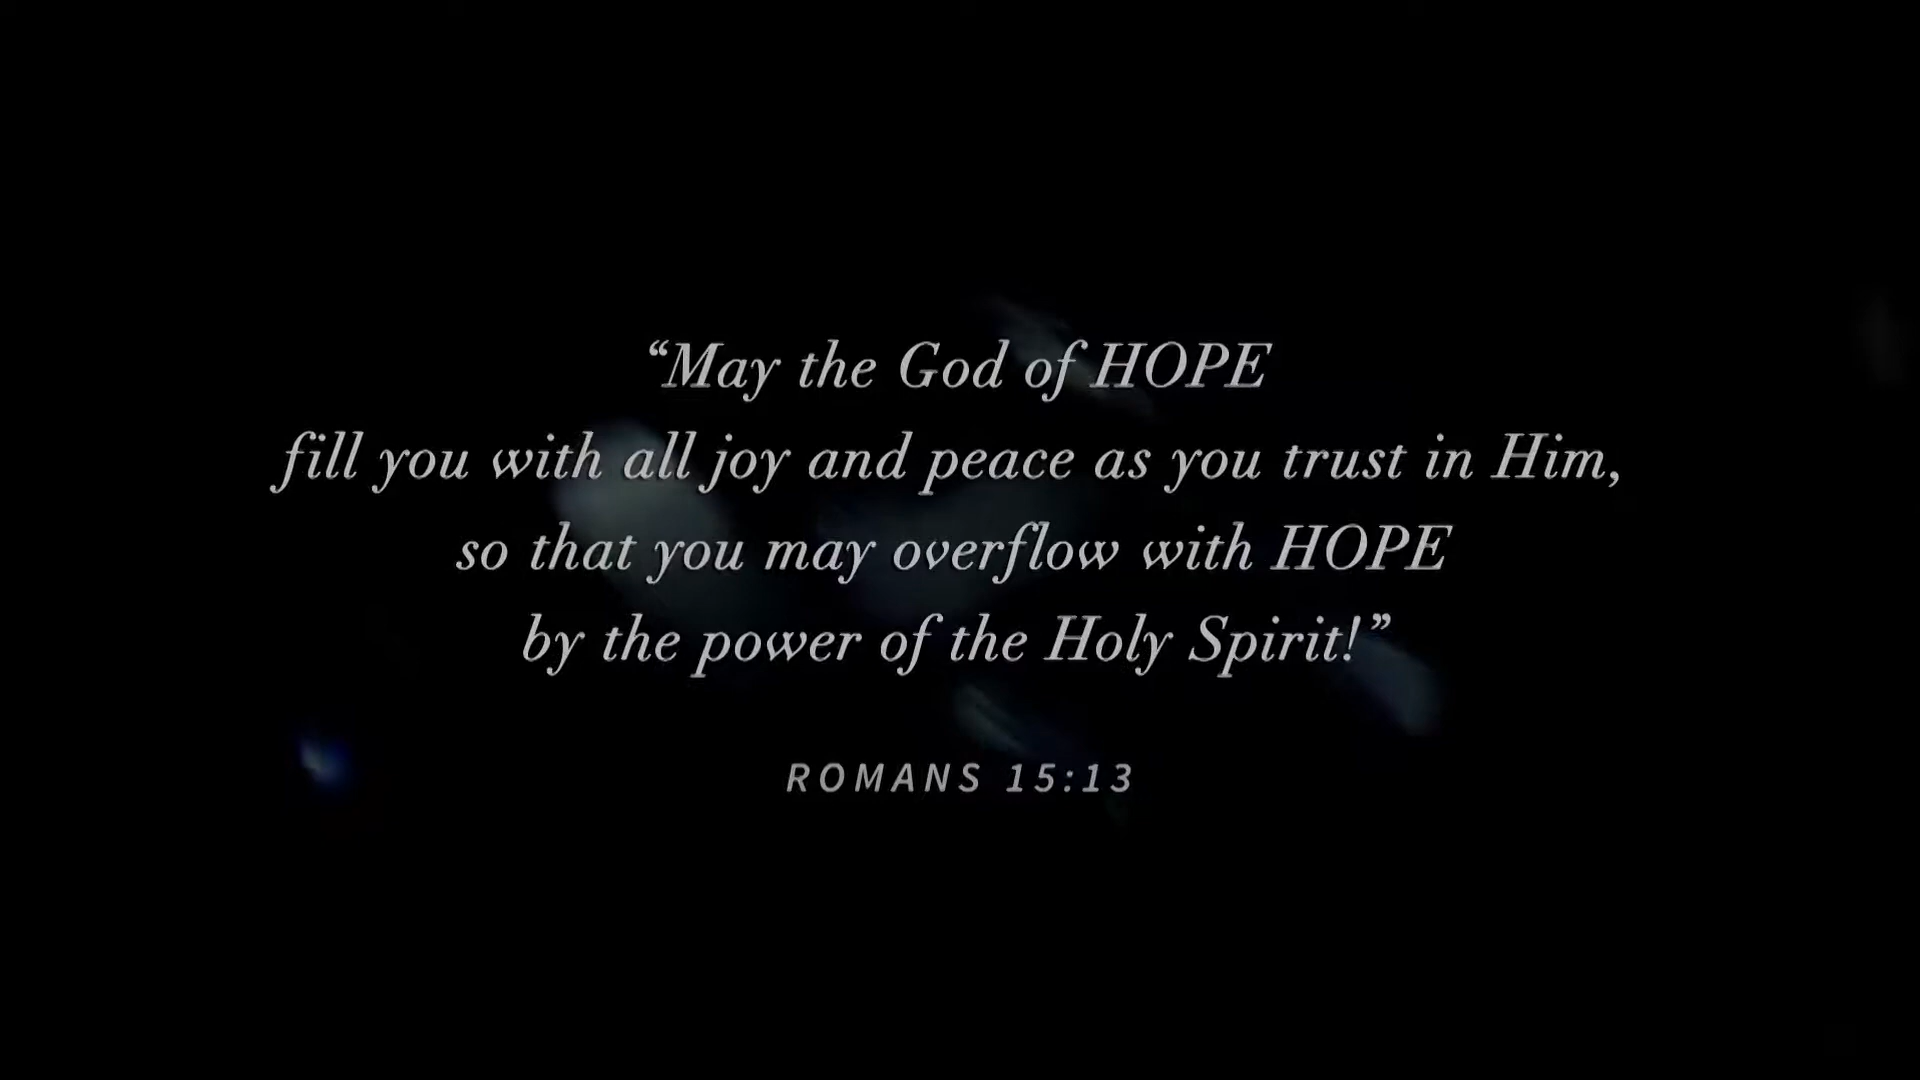 “May the God of HOPE
fill you with all joy and peace as you trust in Him,
so that you may overflow with HOPE
by the power of the Holy Spirit!”
ROMANS 15:13